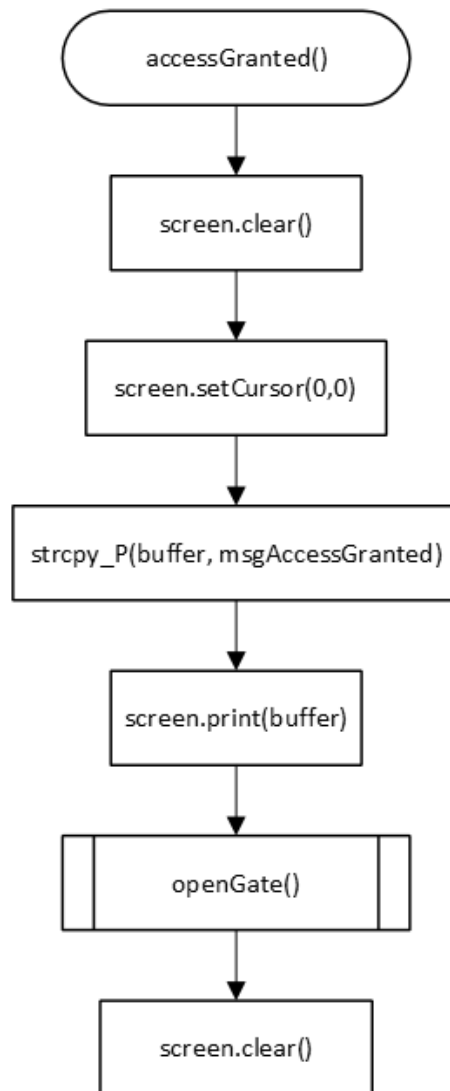 accessGranted()
screen.clear()
screen.setCursor(0,0)
strcpy_P(buffer, msgAccessGranted)
screen.print(buffer)
openGate()
screen.clear()